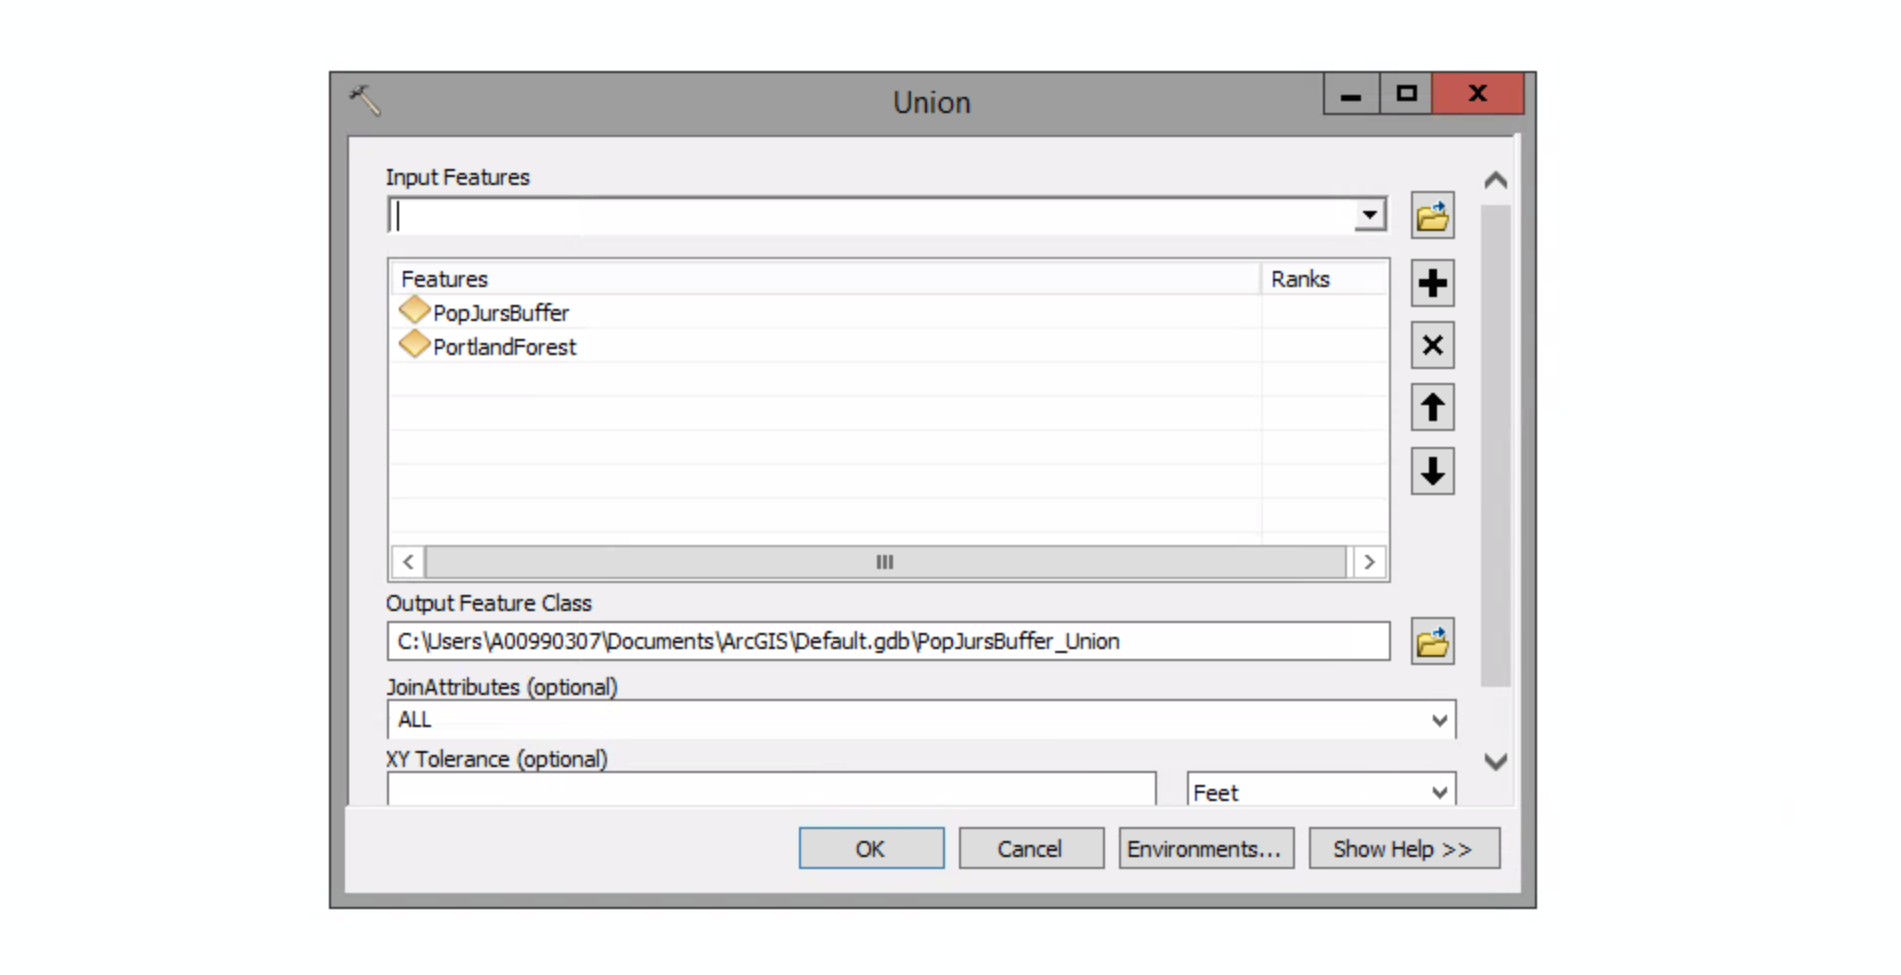 Union
Input Features
Features Ranks
PopJursBuffer
PortlandForest
Output Feature Class
C:\Users\A00990307\Documents\ArcGIS\Default.gdb\PopJursBuffer_Union
JoinAttributes (optional)
ALL
XY Tolerance (optional)
Feet
OK Cancel Environments... Show Help >>